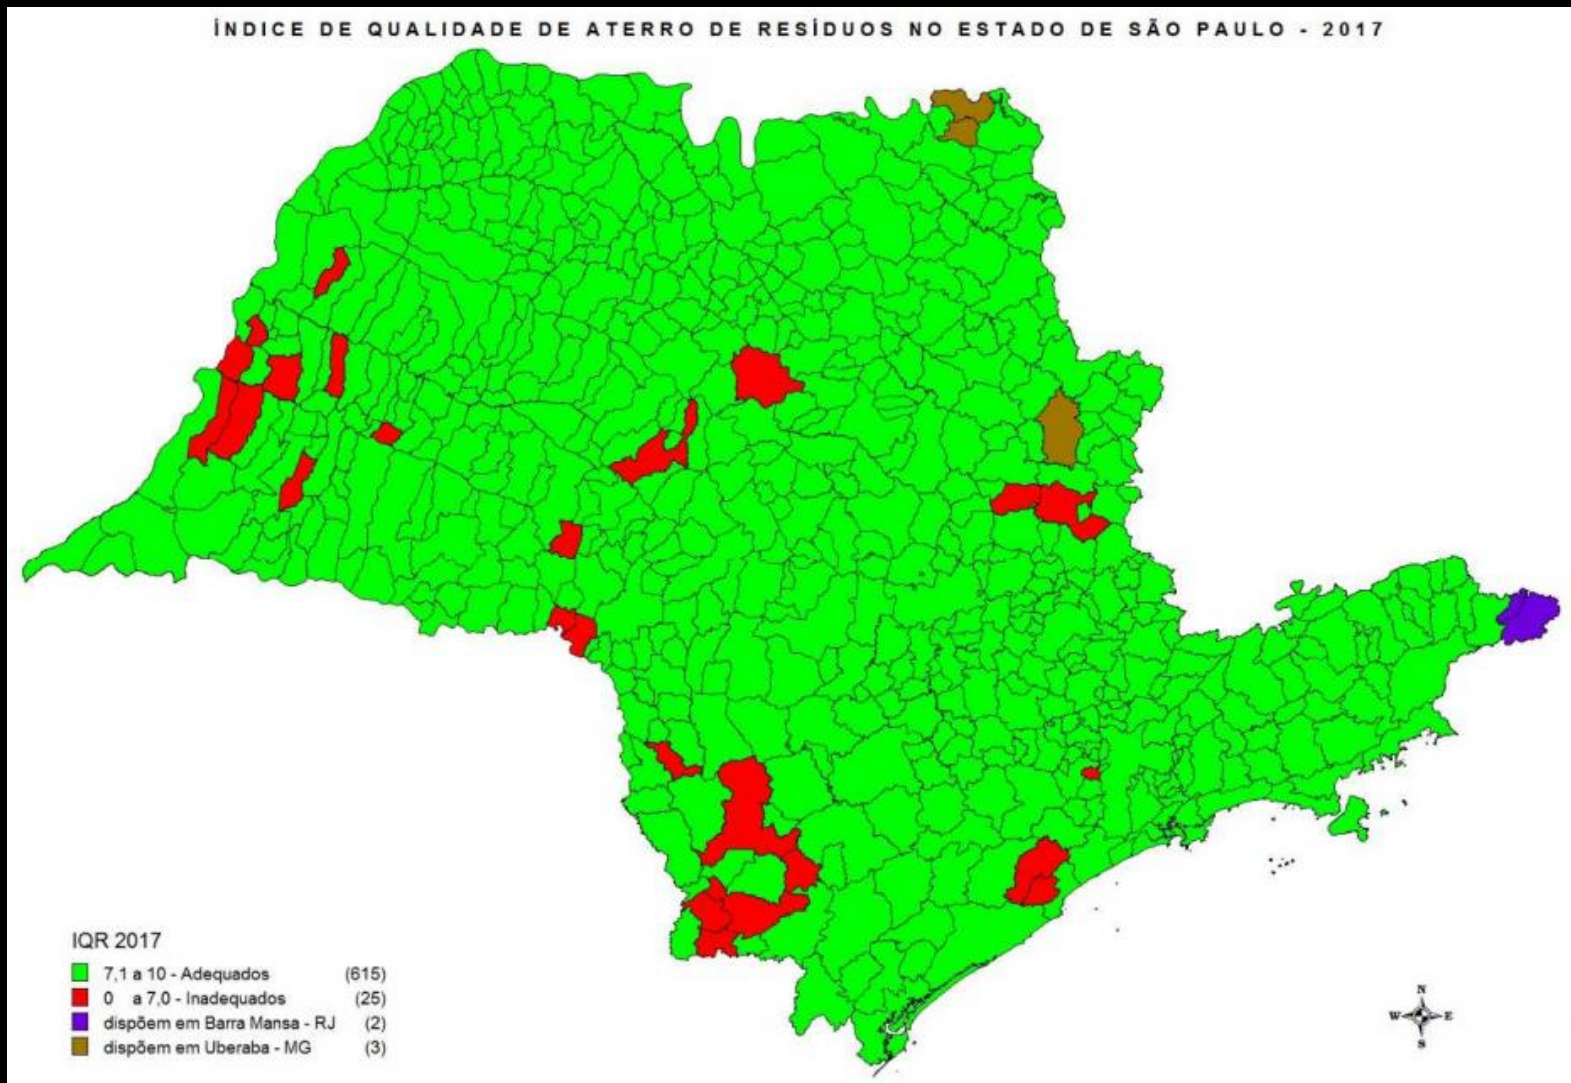 ÍNDICE DE QUALIDADE DE ATERRO DE RESÍDUOS NO ESTADO DE SÃO PAULO - 2017
IQR 2017
7,1 a 10 - Adequados (615)
0 a 7,0 - Inadequados (25)
dispõem em Barra Mansa - RJ (2)
dispõem em Uberaba - MG (3)
N
W E
S